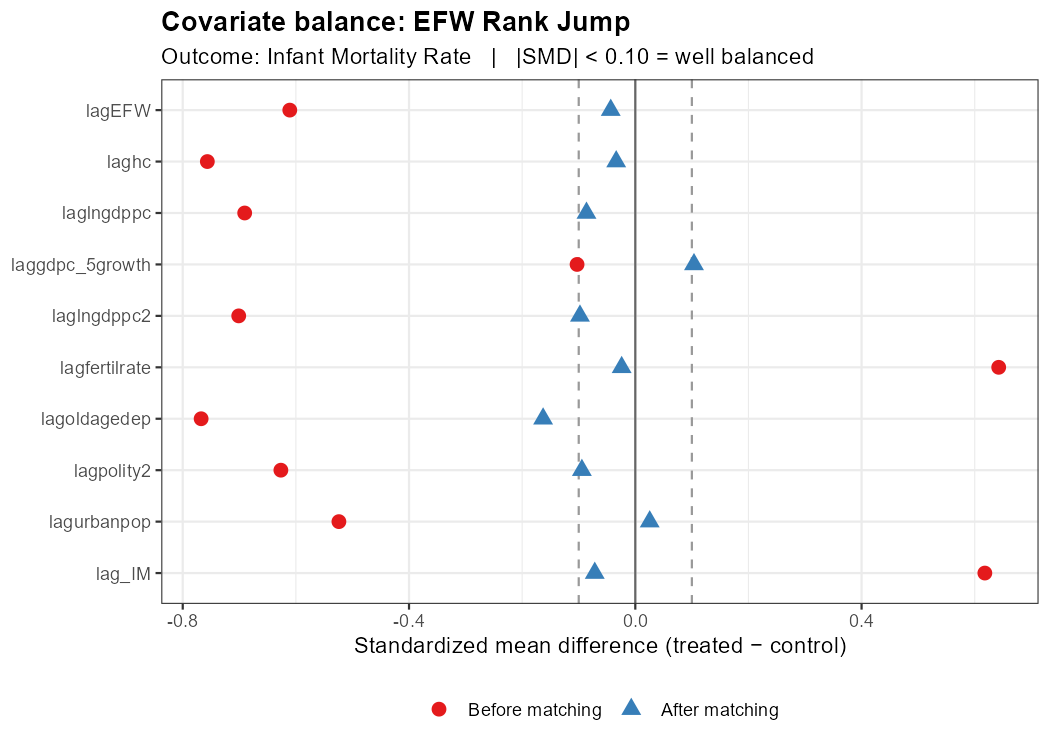 Covariate balance: EFW Rank Jump
Outcome: Infant Mortality Rate | |SMD| < 0.10 = well balanced
lagEFW
laghc
laglngdppc
laggdpc_5growth
laglngdppc2
lagfertilrate
lagoldagedep
lagpolity2
lagurbanpop
lag_IM
-0.8 -0.4 0.0 0.4
Standardized mean difference (treated − control)
Before matching After matching